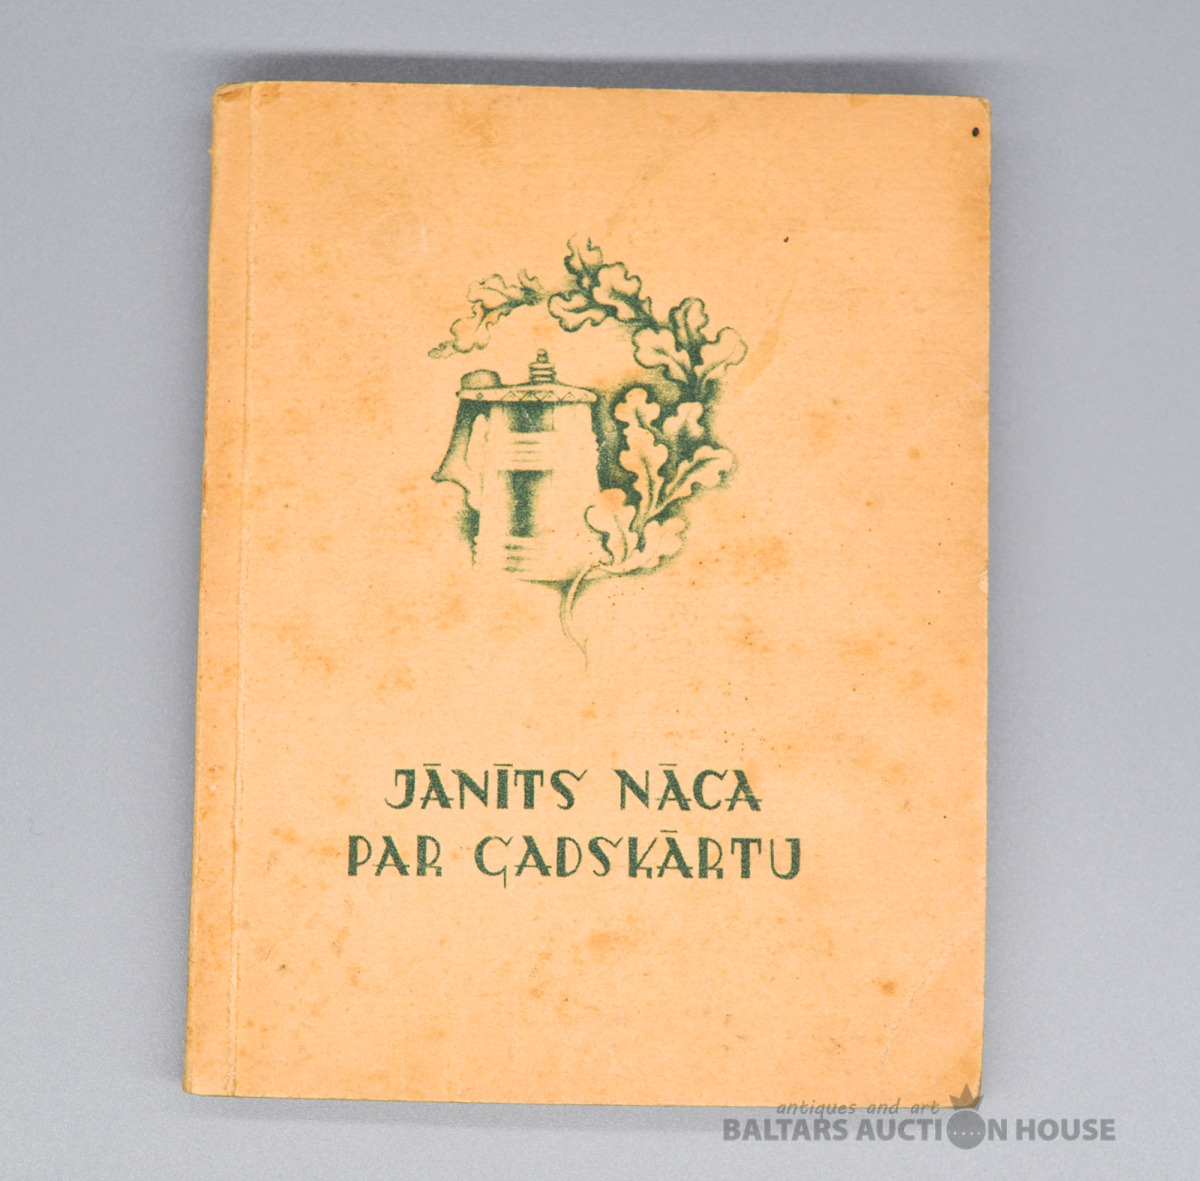 JĀNĪTS NĀCA
PAR GADSKĀRTU
antiques and art
BALTARS AUCTION HOUSE